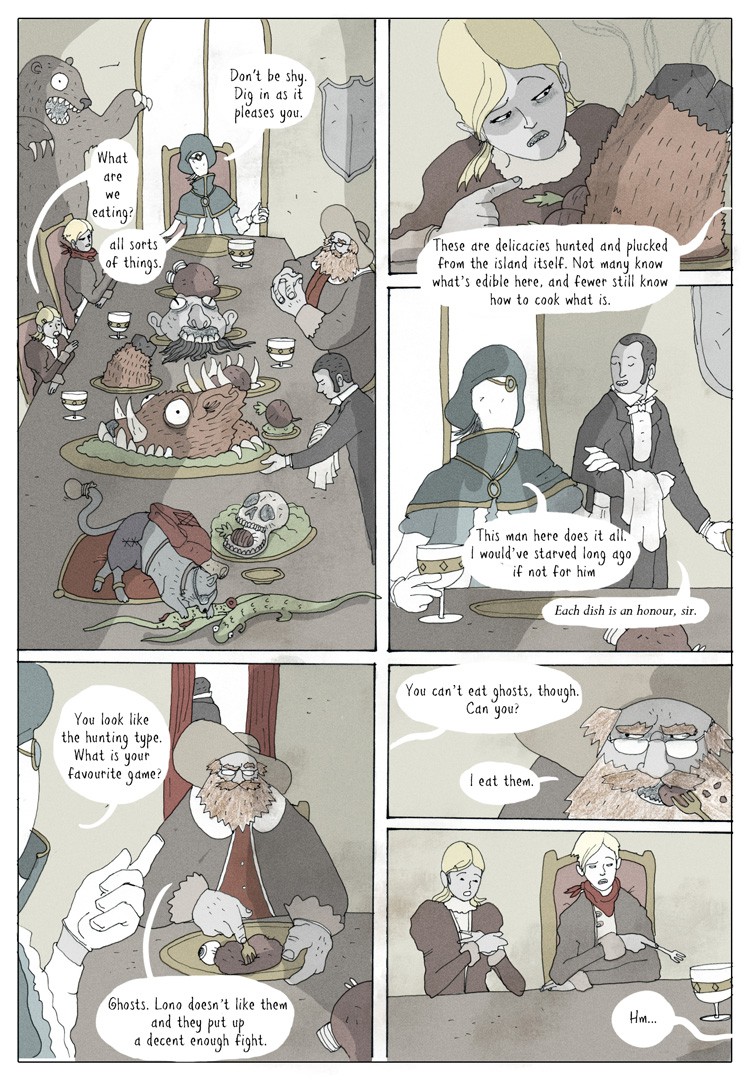 Don't be shy.
Dig in as it
pleases you.
What
are
we
eating?
all sorts
of things.
These are delicacies hunted and plucked
from the island itself. Not many know
what's edible here, and fewer still know
how to cook what is.
This man here does it all.
I would've starved long ago
if not for him
Each dish is an honour, sir.
You look like
the hunting type.
What is your
favourite game?
Ghosts. Lono doesn't like them
and they put up
a decent enough fight.
You can't eat ghosts, though.
Can you?
I eat them.
Hm...